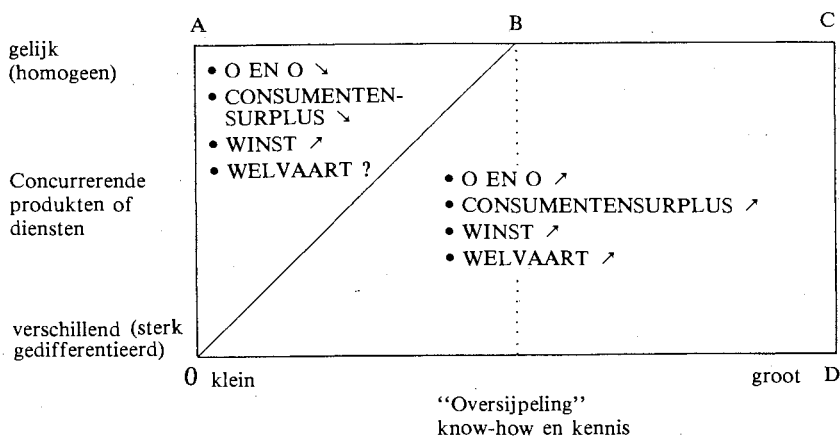 A B C
gelijk
(homogeen)
• O EN O ↘
• CONSUMENTEN-
SURPLUS ↘
• WINST ↗
• WELVAART ?
Concurrerende
produkten of
diensten
• O EN O ↗
• CONSUMENTENSURPLUS ↗
• WINST ↗
• WELVAART ↗
verschillend (sterk
gedifferentieerd)
0 klein groot D
“Oversijpeling”
know-how en kennis